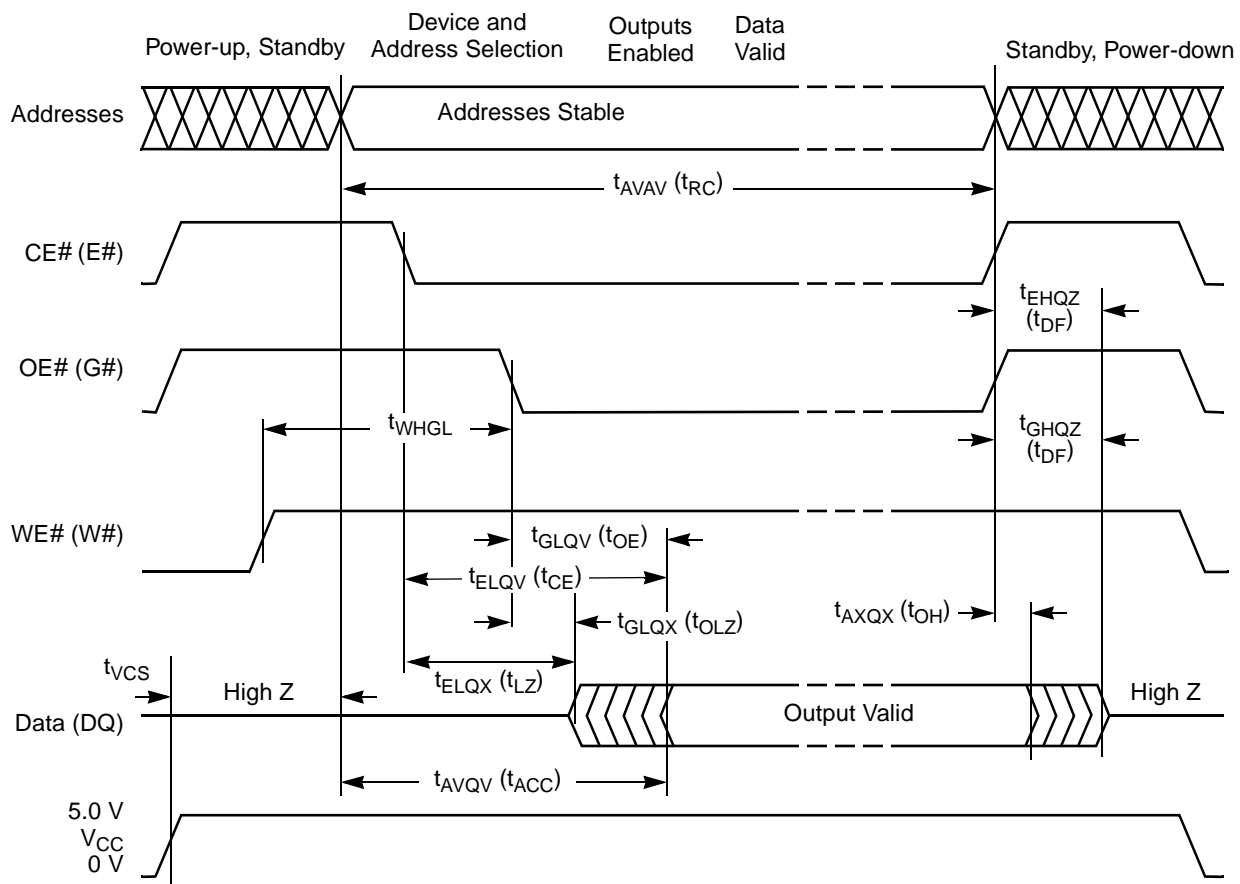 Power-up, Standby
Device and
Address Selection
Outputs
Enabled
Data
Valid
Standby, Power-down
Addresses
Addresses Stable
tAVAV (tRC)
CE# (E#)
tEHQZ
(tDF)
OE# (G#)
tWHGL
tGHQZ
(tDF)
WE# (W#)
tGLQV (tOE)
tELQV (tCE)
tGLQX (tOLZ)
tAXQX (tOH)
tVCS
High Z
tELQX (tLZ)
High Z
Data (DQ)
Output Valid
tAVQV (tACC)
5.0 V
VCC
0 V